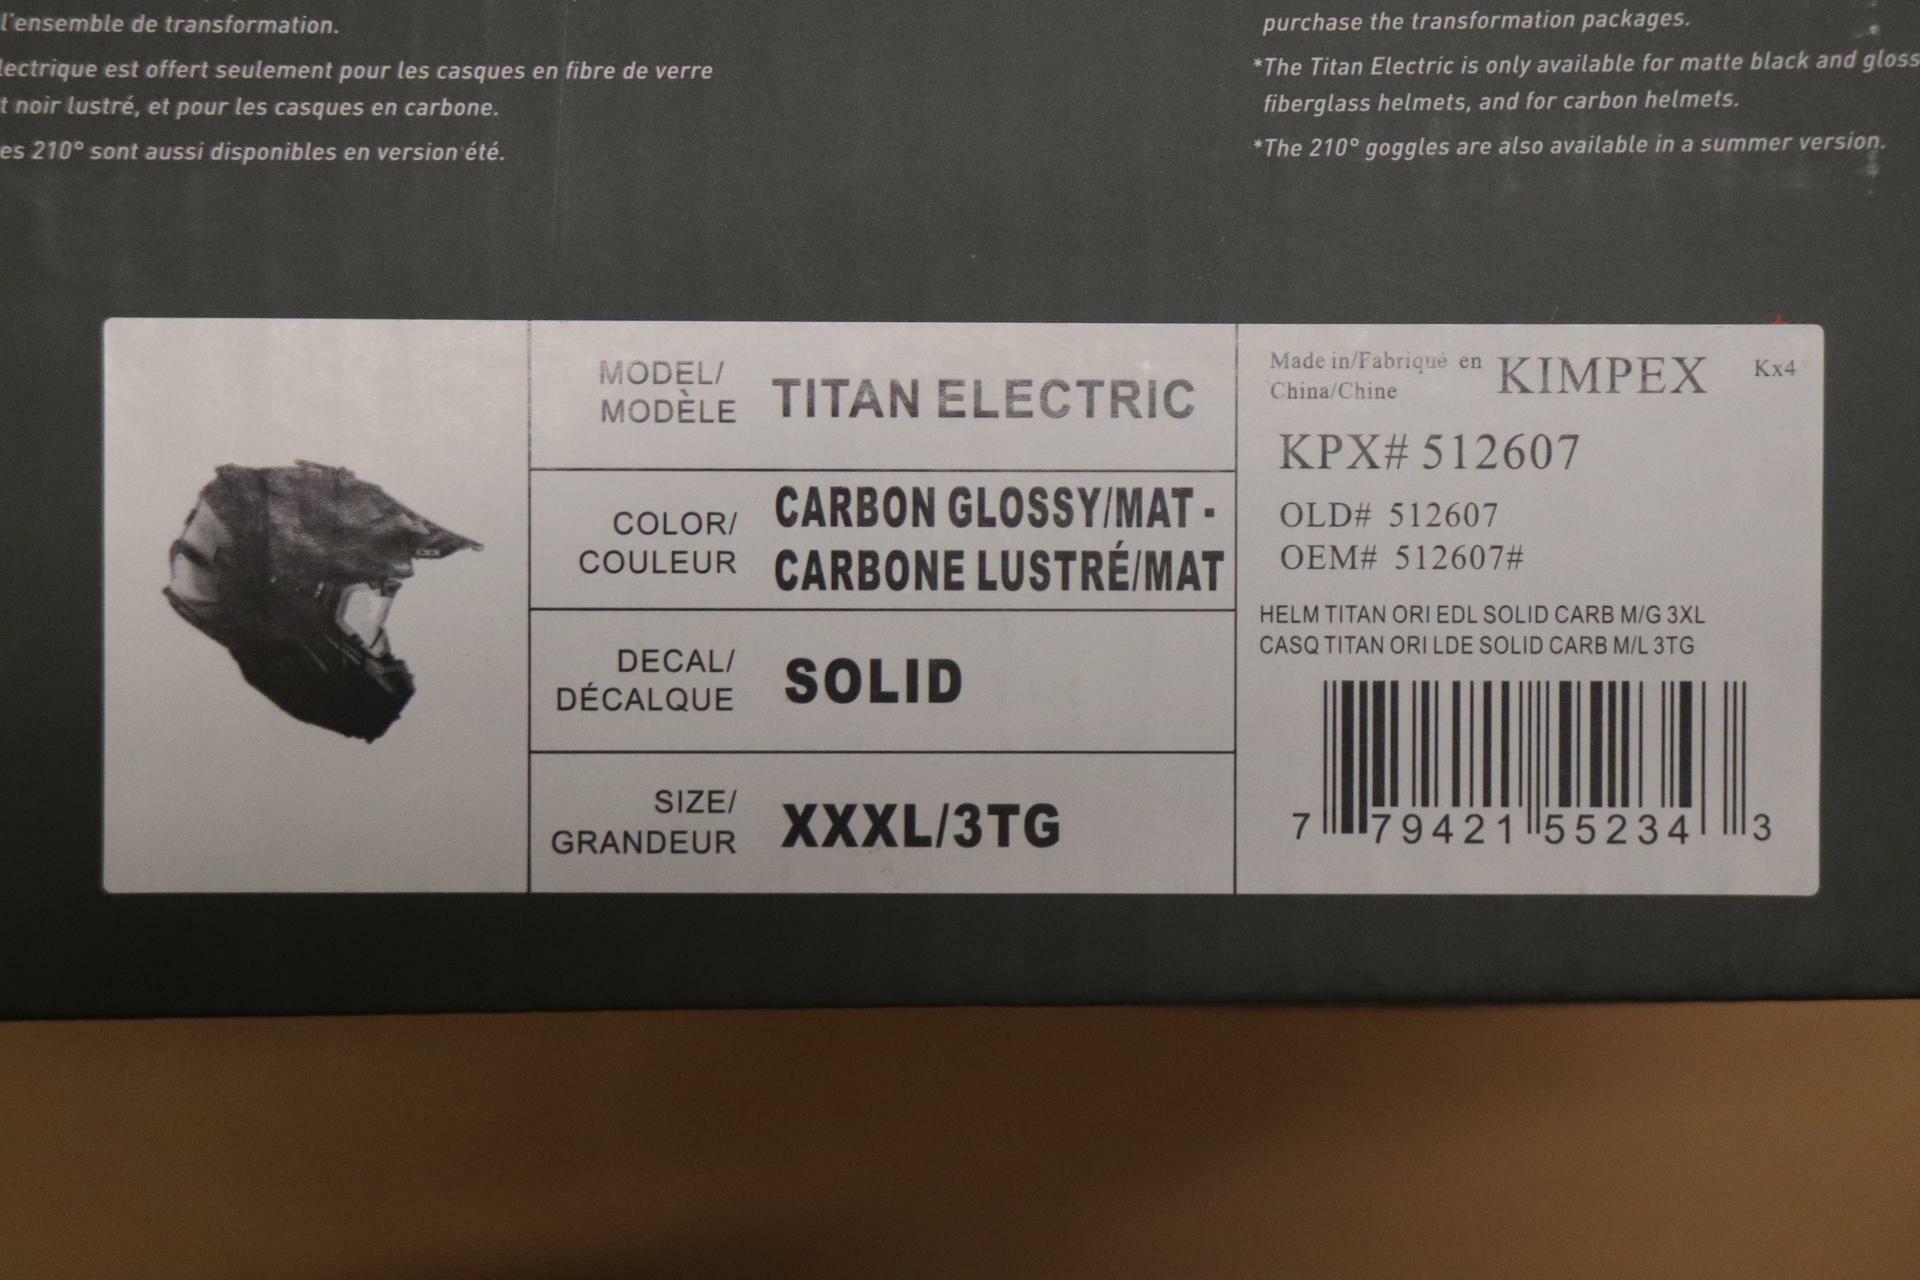 l'ensemble de transformation.
lectrique est offert seulement pour les casques en fibre de verre
t noir lustré, et pour les casques en carbone.
es 210° sont aussi disponibles en version été.
purchase the transformation packages.
*The Titan Electric is only available for matte black and gloss
fiberglass helmets, and for carbon helmets.
*The 210° goggles are also available in a summer version.
MODEL/
MODÈLE
TITAN ELECTRIC
COLOR/
COULEUR
CARBON GLOSSY/MAT -
CARBONE LUSTRÉ/MAT
DECAL/
DÉCALQUE
SOLID
SIZE/
GRANDEUR
XXXL/3TG
Made in/Fabriqué en
China/Chine
KIMPEX
Kx4
KPX# 512607
OLD# 512607
OEM# 512607#
HELM TITAN ORI EDL SOLID CARB M/G 3XL
CASQ TITAN ORI LDE SOLID CARB M/L 3TG
7 79421 55234 3